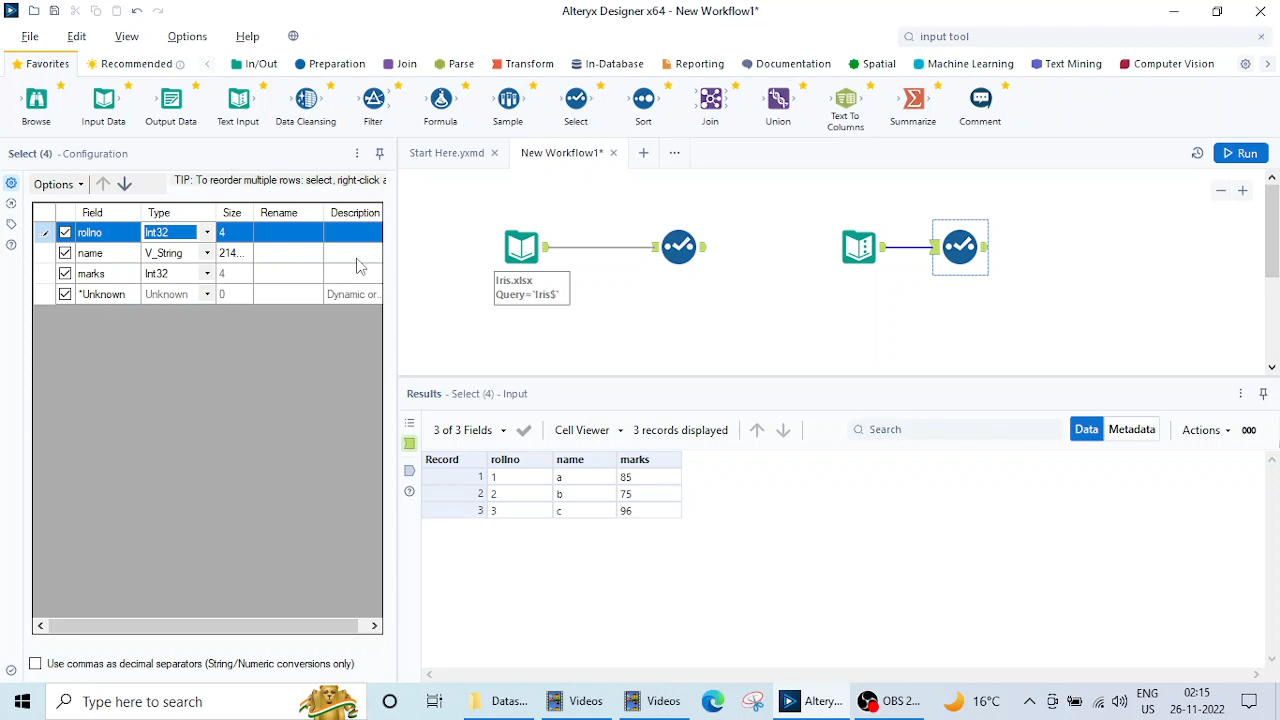 Alteryx Designer x64 - New Workflow1*
File Edit View Options Help
input tool
Favorites Recommended In/Out Preparation Join Parse Transform In-Database Reporting Documentation Spatial Machine Learning Text Mining Computer Vision
Browse Input Data Output Data Text Input Data Cleansing Filter Formula Sample Select Sort Join Union Text To Columns Summarize Comment
Select (4) - Configuration
Start Here.yxmd New Workflow1*
Run
Options TIP: To reorder multiple rows: select, right-click a
Field Type Size Rename Description
rollno Int32 4
name V_String 214...
marks Int32 4
*Unknown Unknown 0 Dynamic or...
Iris.xlsx
Query=`Iris$`
Results - Select (4) - Input
3 of 3 Fields Cell Viewer 3 records displayed Search Data Metadata Actions 000
Record rollno name marks
1 1 a 85
2 2 b 75
3 3 c 96
Use commas as decimal separators (String/Numeric conversions only)
Type here to search
Datas... Videos Videos Altery... OBS 2... 16°C
ENG
US
02:15
26-11-2022